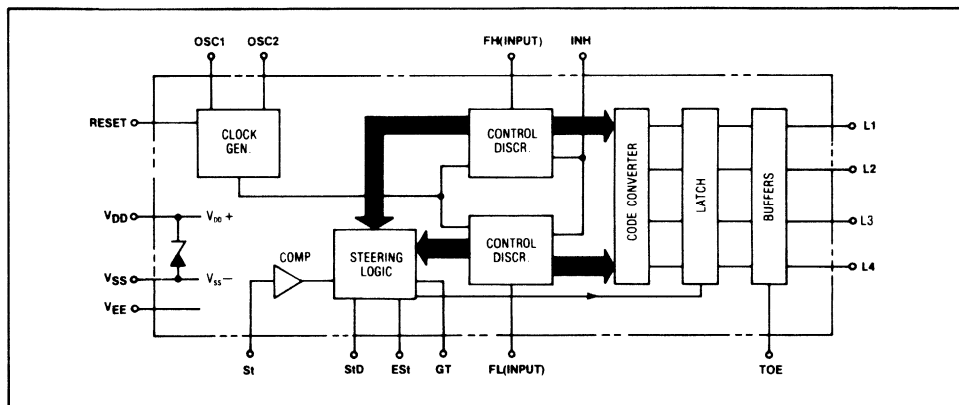 OSC1 OSC2 FH(INPUT) INH
RESET
CLOCK
GEN.
CONTROL
DISCR.
CODE CONVERTER
LATCH
BUFFERS
L1
L2
L3
L4
VDD
VDD +
VSS
VSS −
VEE
COMP
STEERING
LOGIC
CONTROL
DISCR.
St StD ESt GT FL(INPUT) TOE